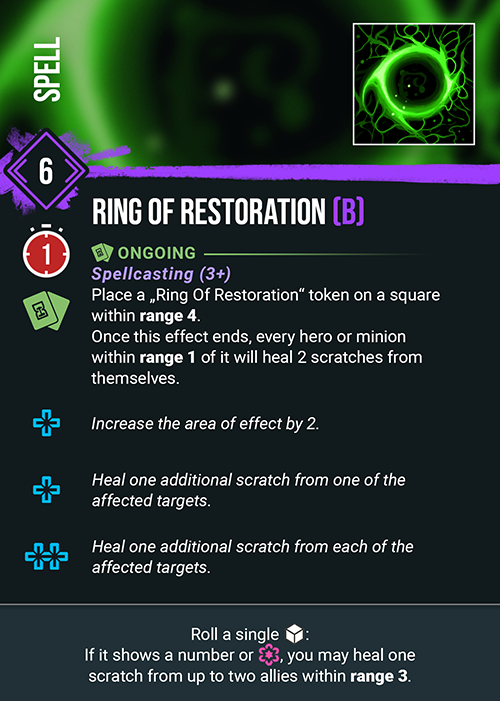 SPELL
6
RING OF RESTORATION (B)
1
ONGOING
Spellcasting (3+)
Place a „Ring Of Restoration“ token on a square
within range 4.
Once this effect ends, every hero or minion
within range 1 of it will heal 2 scratches from
themselves.
Increase the area of effect by 2.
Heal one additional scratch from one of the
affected targets.
Heal one additional scratch from each of the
affected targets.
Roll a single :
If it shows a number or , you may heal one
scratch from up to two allies within range 3.